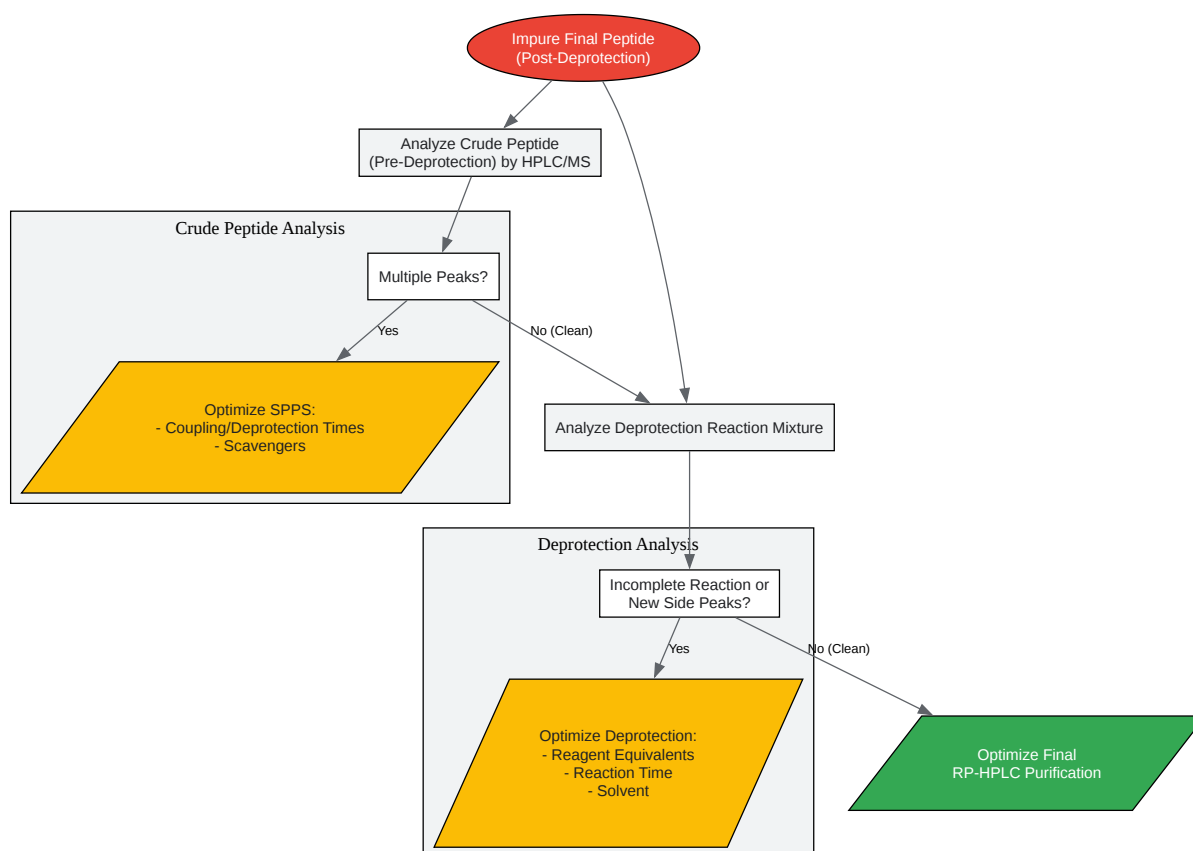 Impure Final Peptide
(Post-Deprotection)
Analyze Crude Peptide
(Pre-Deprotection) by HPLC/MS
Crude Peptide Analysis
Multiple Peaks?
Yes
No (Clean)
Optimize SPPS:
- Coupling/Deprotection Times
- Scavengers
Analyze Deprotection Reaction Mixture
Deprotection Analysis
Incomplete Reaction or
New Side Peaks?
Yes
No (Clean)
Optimize Deprotection:
- Reagent Equivalents
- Reaction Time
- Solvent
Optimize Final
RP-HPLC Purification